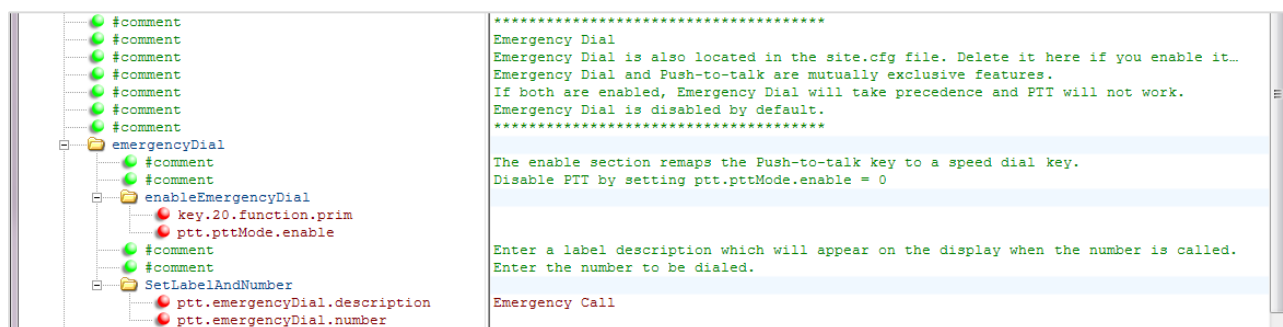 #comment ****************************************
#comment Emergency Dial
#comment Emergency Dial is also located in the site.cfg file. Delete it here if you enable it…
#comment Emergency Dial and Push-to-talk are mutually exclusive features.
#comment If both are enabled, Emergency Dial will take precedence and PTT will not work.
#comment Emergency Dial is disabled by default.
#comment ****************************************
emergencyDial
#comment The enable section remaps the Push-to-talk key to a speed dial key.
#comment Disable PTT by setting ptt.pttMode.enable = 0
enableEmergencyDial
key.20.function.prim
ptt.pttMode.enable
#comment Enter a label description which will appear on the display when the number is called.
#comment Enter the number to be dialed.
SetLabelAndNumber
ptt.emergencyDial.description Emergency Call
ptt.emergencyDial.number